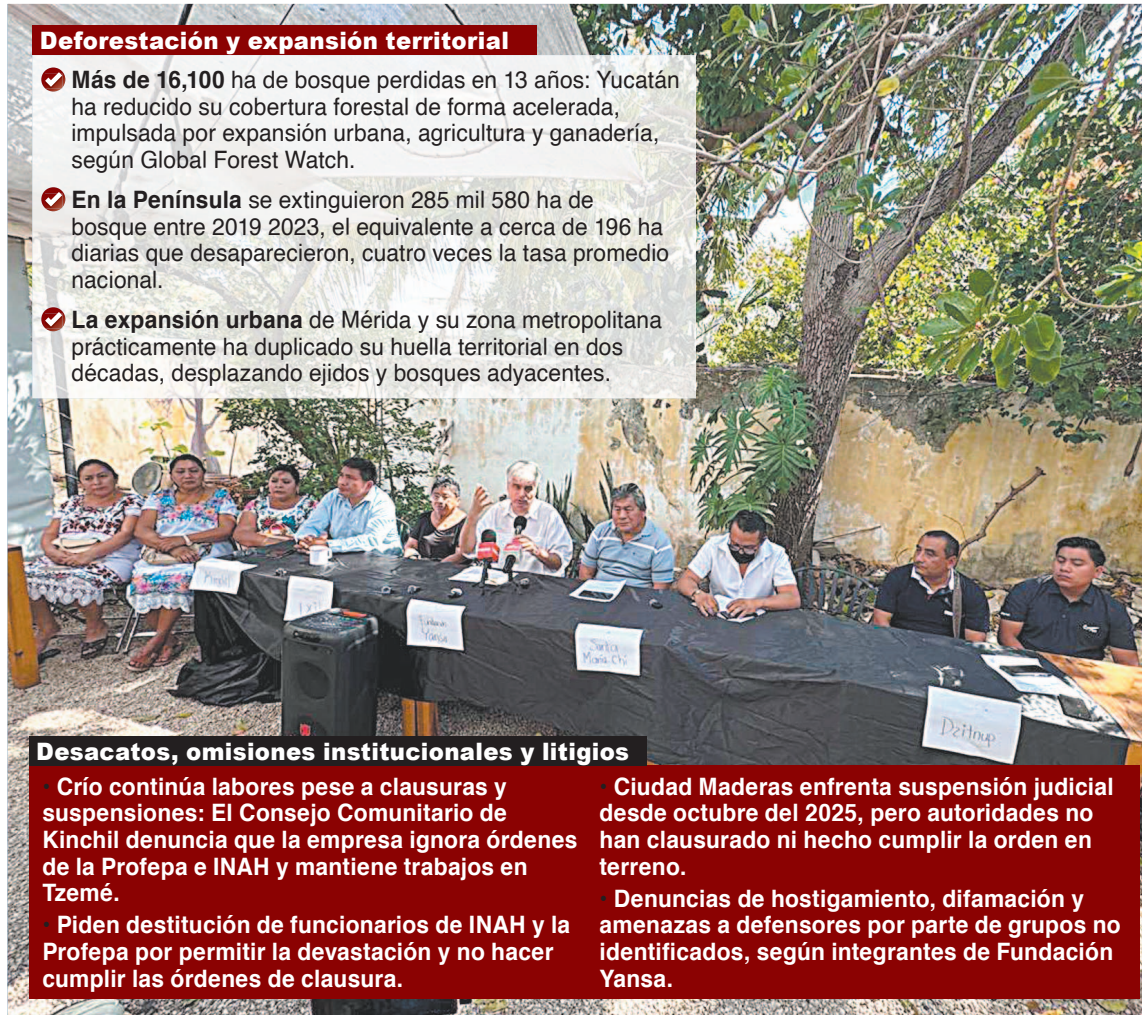 Deforestación y expansión territorial
Más de 16,100 ha de bosque perdidas en 13 años: Yucatán
ha reducido su cobertura forestal de forma acelerada,
impulsada por expansión urbana, agricultura y ganadería,
según Global Forest Watch.
En la Península se extinguieron 285 mil 580 ha de
bosque entre 2019 2023, el equivalente a cerca de 196 ha
diarias que desaparecieron, cuatro veces la tasa promedio
nacional.
La expansión urbana de Mérida y su zona metropolitana
prácticamente ha duplicado su huella territorial en dos
décadas, desplazando ejidos y bosques adyacentes.
Yansa
Santa
María Chi
Dzitnup
Desacatos, omisiones institucionales y litigios
· Crío continúa labores pese a clausuras y
suspensiones: El Consejo Comunitario de
Kinchil denuncia que la empresa ignora órdenes
de la Profepa e INAH y mantiene trabajos en
Tzemé.
· Piden destitución de funcionarios de INAH y la
Profepa por permitir la devastación y no hacer
cumplir las órdenes de clausura.
· Ciudad Maderas enfrenta suspensión judicial
desde octubre del 2025, pero autoridades no
han clausurado ni hecho cumplir la orden en
terreno.
· Denuncias de hostigamiento, difamación y
amenazas a defensores por parte de grupos no
identificados, según integrantes de Fundación
Yansa.